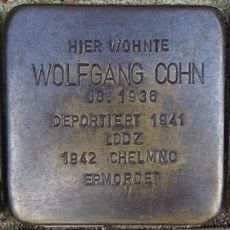 HIER WOHNTE
WOLFGANG COHN
JG. 1936
DEPORTIERT 1941
LODZ
1942 CHELMNO
ERMORDET